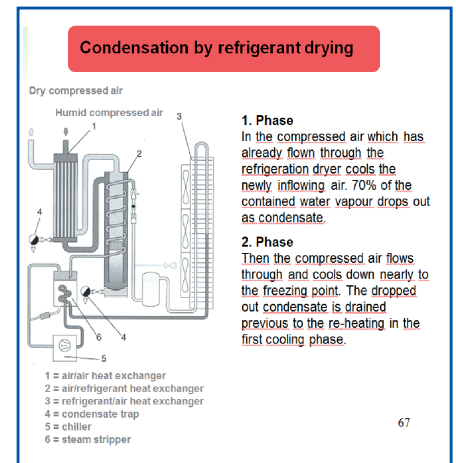 Condensation by refrigerant drying
Dry compressed air
Humid compressed air
1
2
3
4
4
6
5
1 = air/air heat exchanger
2 = air/refrigerant heat exchanger
3 = refrigerant/air heat exchanger
4 = condensate trap
5 = chiller
6 = steam stripper
1. Phase
In the compressed air which has
already flown through the
refrigeration dryer cools the
newly inflowing air. 70% of the
contained water vapour drops out
as condensate.
2. Phase
Then the compressed air flows
through and cools down nearly to
the freezing point. The dropped
out condensate is drained
previous to the re-heating in the
first cooling phase.
67